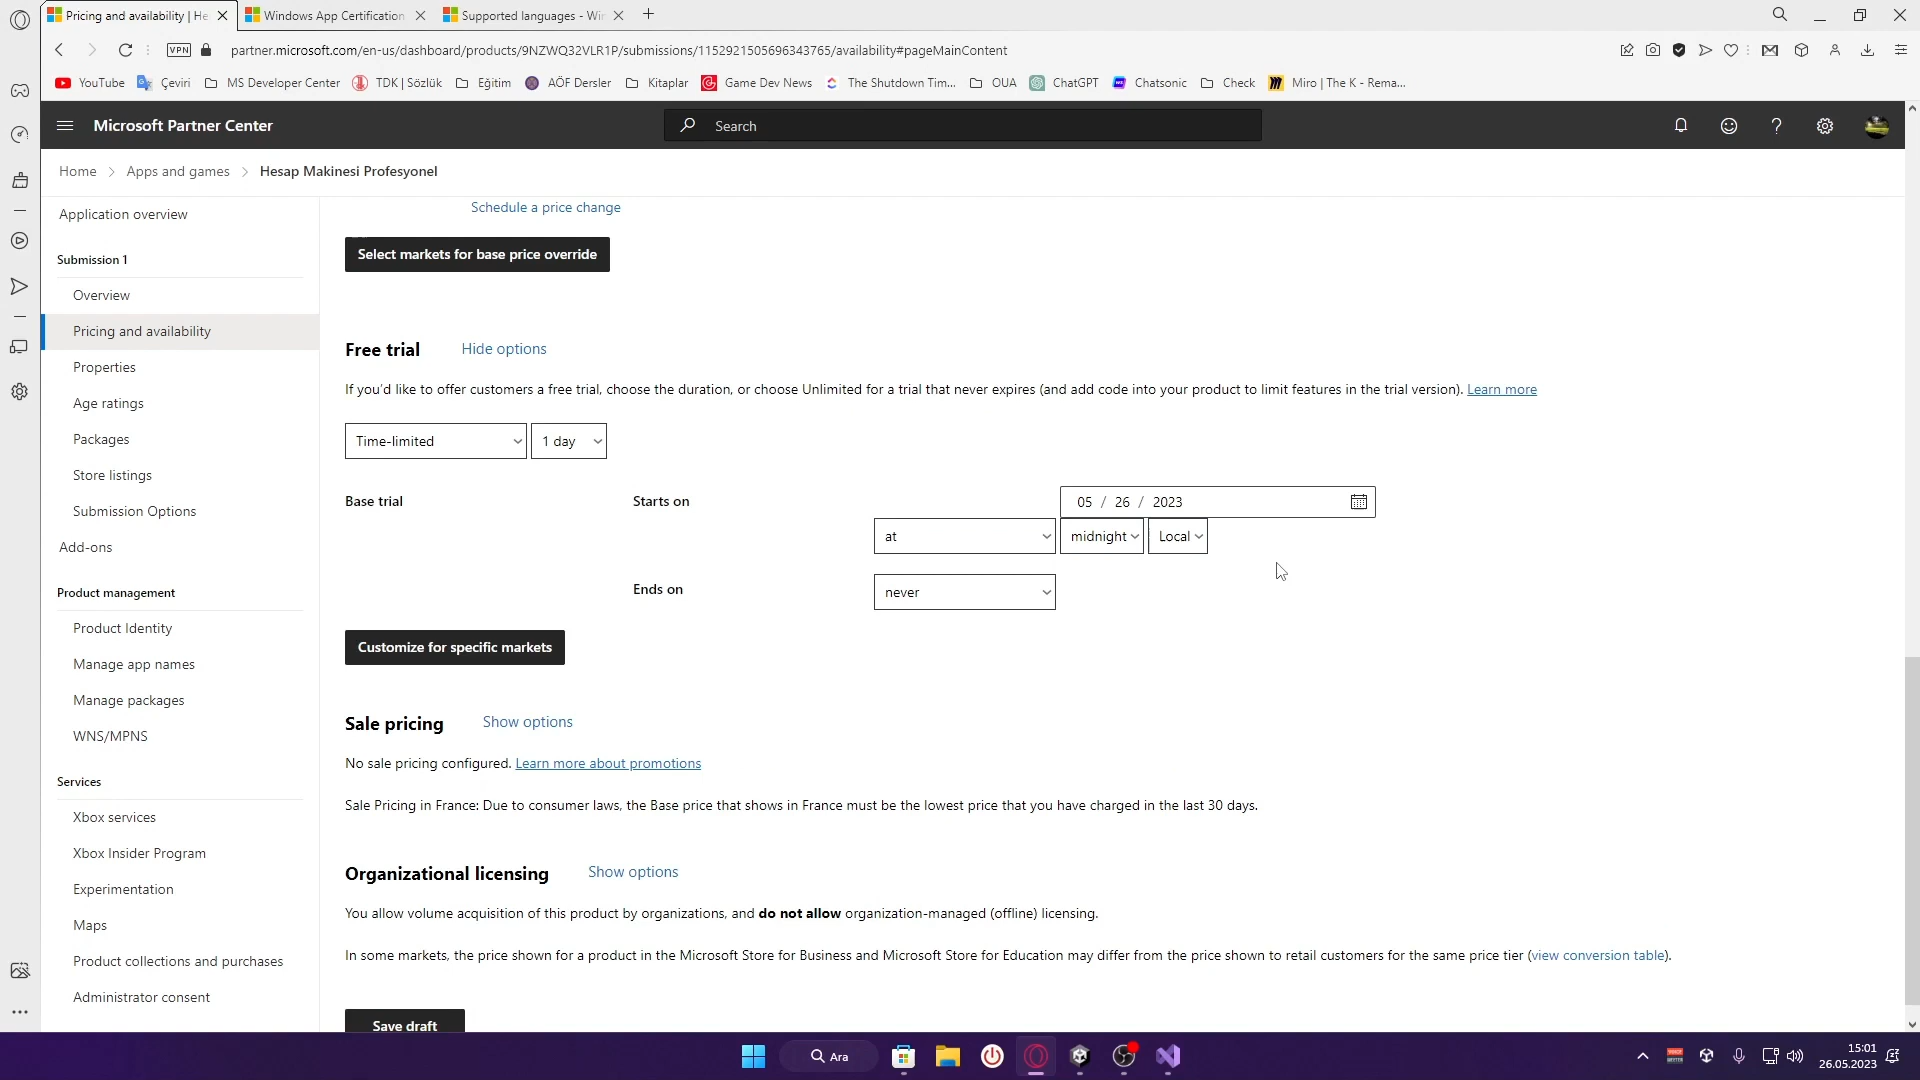 Pricing and availability | He
Windows App Certification
Supported languages - Wir
VPN
partner.microsoft.com/en-us/dashboard/products/9NZWQ32VLR1P/submissions/1152921505696343765/availability#pageMainContent
YouTube
Çeviri
MS Developer Center
TDK | Sözlük
Eğitim
AÖF Dersler
Kitaplar
Game Dev News
The Shutdown Tim...
OUA
ChatGPT
Chatsonic
Check
Miro | The K - Rema...
Microsoft Partner Center
Search
Home
Apps and games
Hesap Makinesi Profesyonel
Application overview
Submission 1
Overview
Pricing and availability
Properties
Age ratings
Packages
Store listings
Submission Options
Add-ons
Product management
Product Identity
Manage app names
Manage packages
WNS/MPNS
Services
Xbox services
Xbox Insider Program
Experimentation
Maps
Product collections and purchases
Administrator consent
Schedule a price change
Select markets for base price override
Free trial Hide options
If you'd like to offer customers a free trial, choose the duration, or choose Unlimited for a trial that never expires (and add code into your product to limit features in the trial version). Learn more
Time-limited 1 day
Base trial Starts on 05 / 26 / 2023
at midnight Local
Ends on never
Customize for specific markets
Sale pricing Show options
No sale pricing configured. Learn more about promotions
Sale Pricing in France: Due to consumer laws, the Base price that shows in France must be the lowest price that you have charged in the last 30 days.
Organizational licensing Show options
You allow volume acquisition of this product by organizations, and do not allow organization-managed (offline) licensing.
In some markets, the price shown for a product in the Microsoft Store for Business and Microsoft Store for Education may differ from the price shown to retail customers for the same price tier (view conversion table).
Save draft
Ara
15:01
26.05.2023